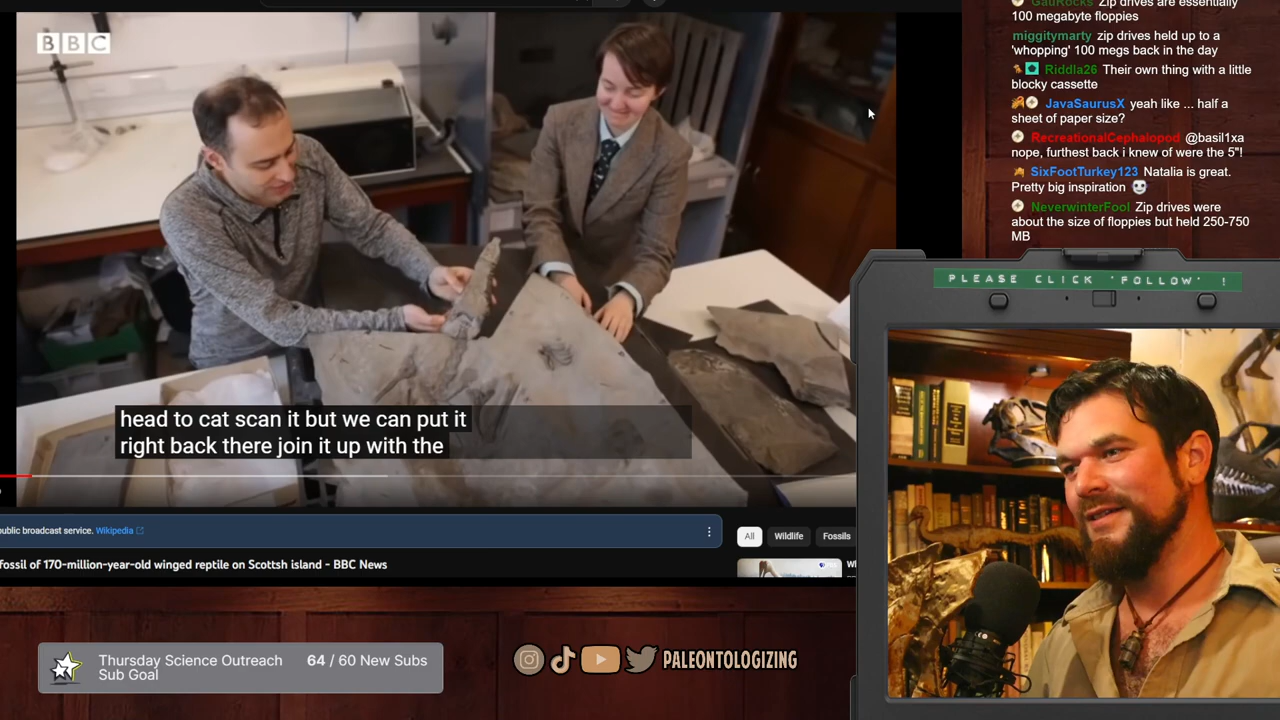 BBC
head to cat scan it but we can put it
right back there join it up with the
public broadcast service. Wikipedia
All Wildlife Fossils
fossil of 170-million-year-old winged reptile on Scottsh island - BBC News
GauRocks Zip drives are essentially
100 megabyte floppies
miggitymarty zip drives held up to a
'whopping' 100 megs back in the day
Riddla26 Their own thing with a little
blocky cassette
JavaSaurusX yeah like ... half a
sheet of paper size?
RecreationalCephalopod @basil1xa
nope, furthest back i knew of were the 5"!
SixFootTurkey123 Natalia is great.
Pretty big inspiration
NeverwinterFool Zip drives were
about the size of floppies but held 250-750
MB
PLEASE CLICK "FOLLOW" !
Thursday Science Outreach 64 / 60 New Subs
Sub Goal
PALEONTOLOGIZING